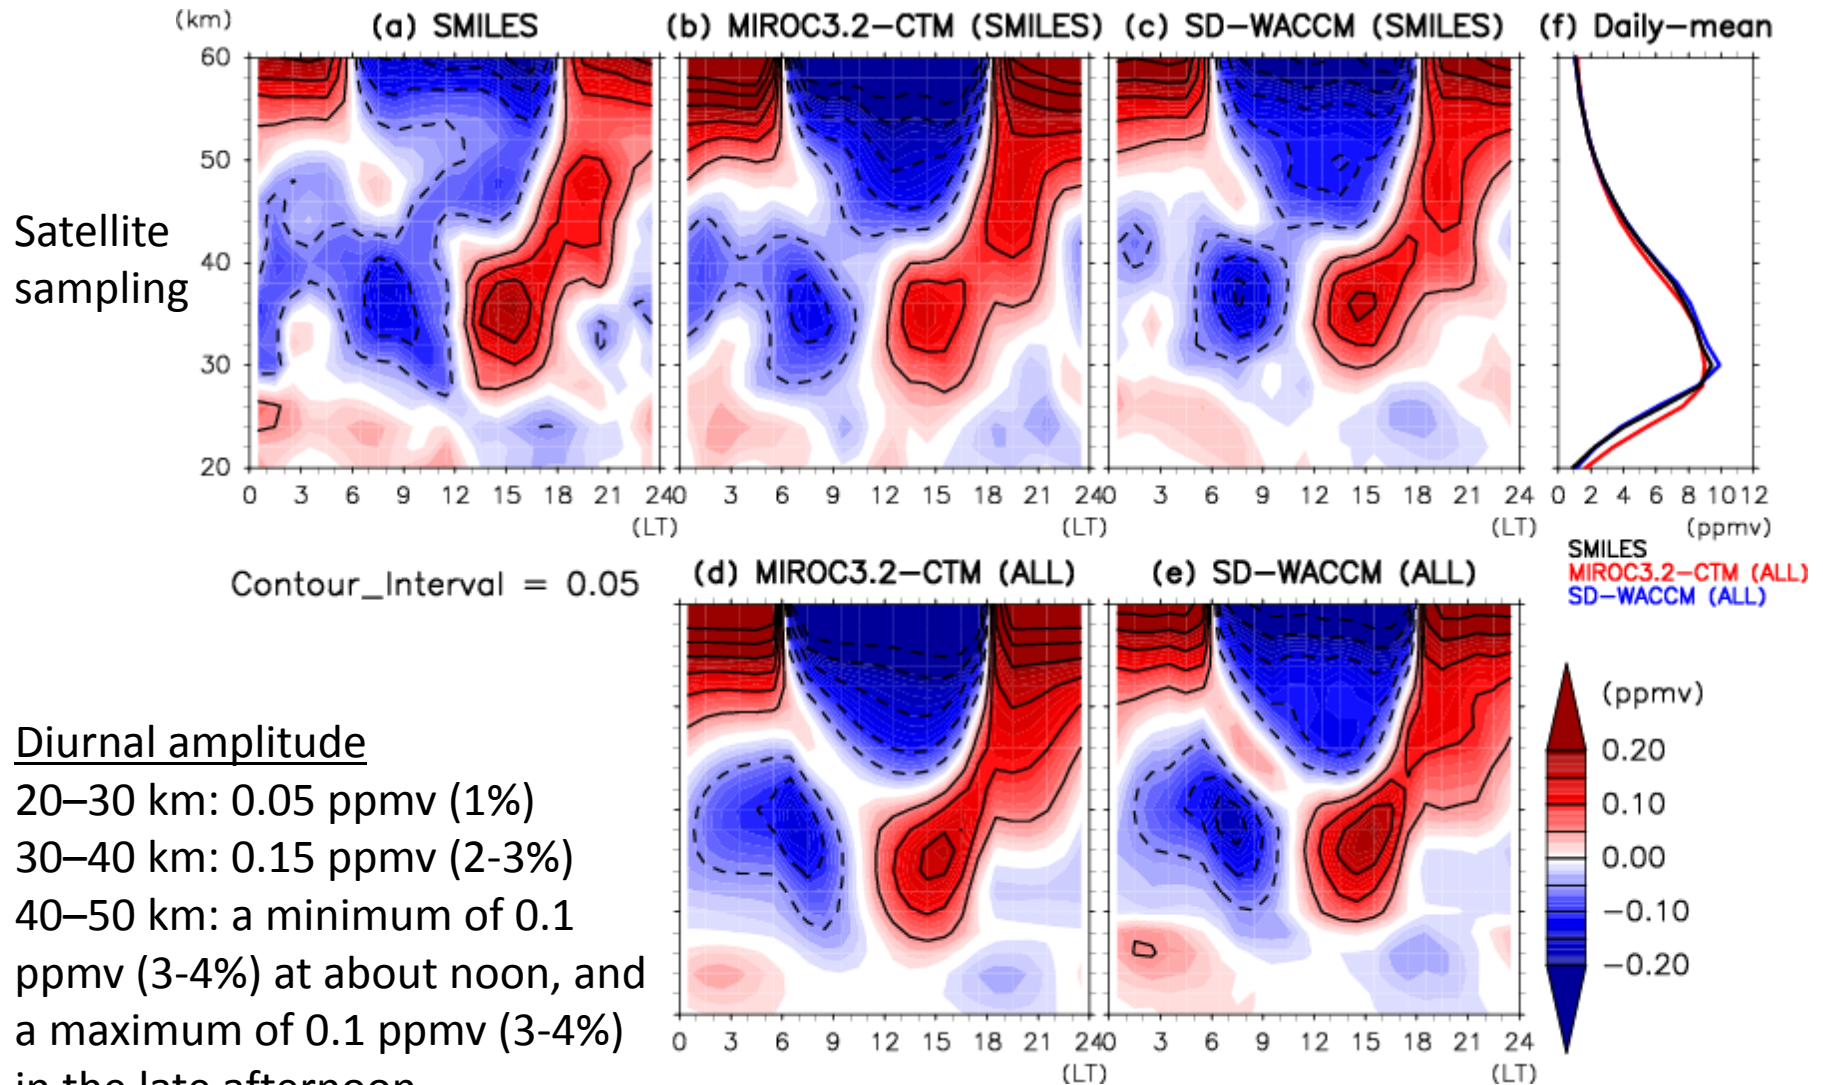 (km)
(a) SMILES
(b) MIROC3.2−CTM (SMILES)
(c) SD−WACCM (SMILES)
(f) Daily−mean
60
50
40
30
20
Satellite
sampling
0 3 6 9 12 15 18 21 24
0 3 6 9 12 15 18 21 24
0 3 6 9 12 15 18 21 24
0 2 4 6 8 10 12
(LT)
(LT)
(LT)
(ppmv)
SMILES
MIROC3.2−CTM (ALL)
SD−WACCM (ALL)
Contour_Interval = 0.05
(d) MIROC3.2−CTM (ALL)
(e) SD−WACCM (ALL)
(ppmv)
0.20
0.10
0.00
−0.10
−0.20
Diurnal amplitude
20–30 km: 0.05 ppmv (1%)
30–40 km: 0.15 ppmv (2-3%)
40–50 km: a minimum of 0.1
ppmv (3-4%) at about noon, and
a maximum of 0.1 ppmv (3-4%)
in the late afternoon
0 3 6 9 12 15 18 21 24
0 3 6 9 12 15 18 21 24
(LT)
(LT)